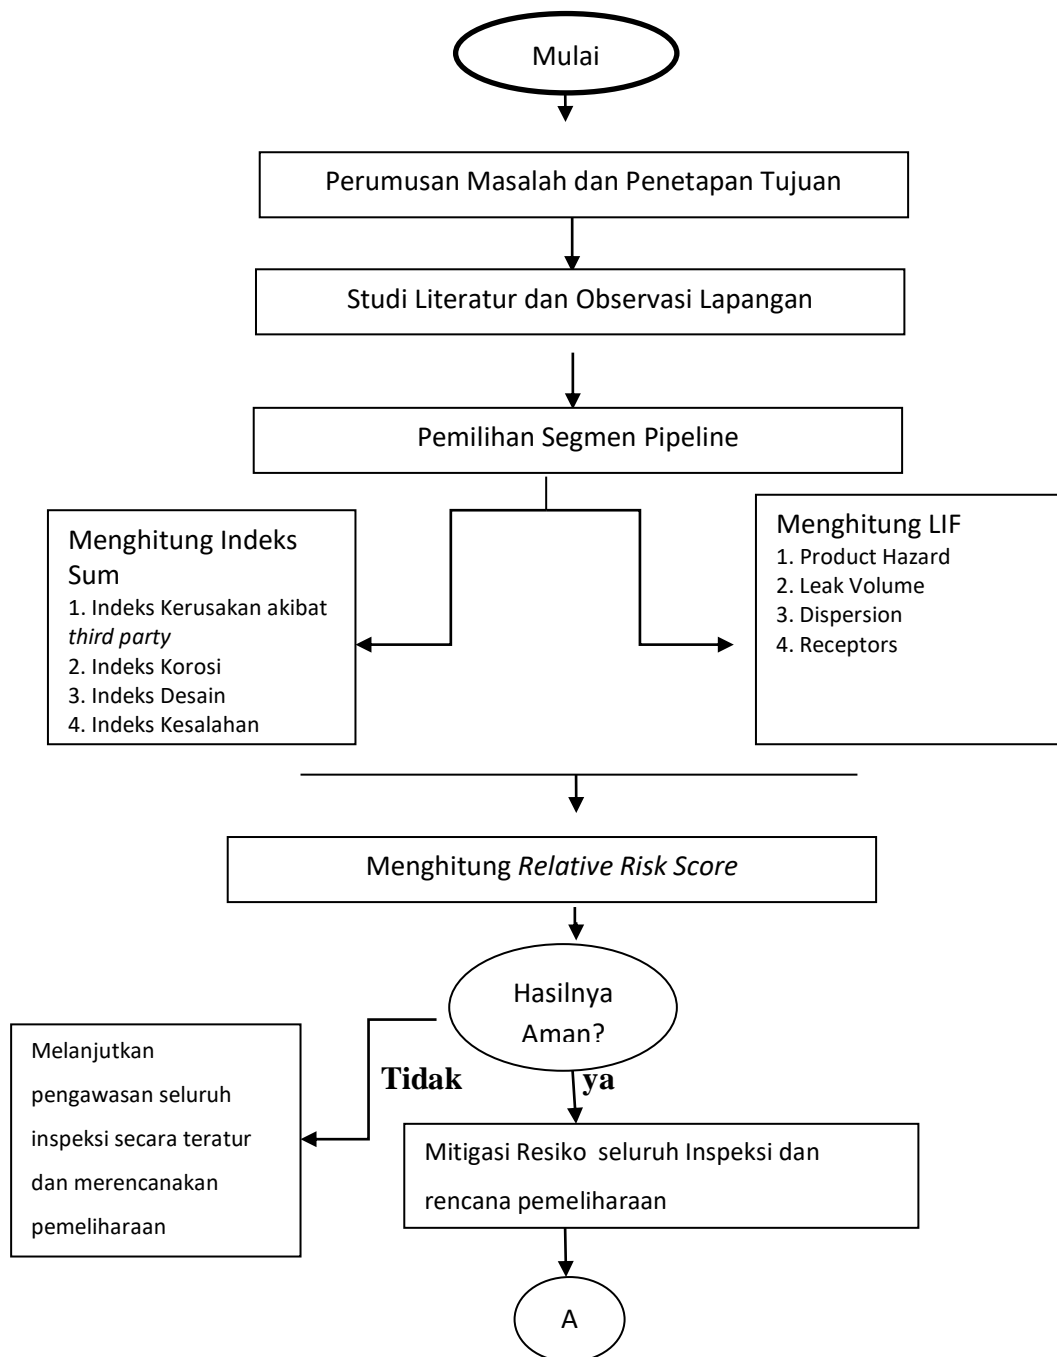 Mulai
Perumusan Masalah dan Penetapan Tujuan
Studi Literatur dan Observasi Lapangan
Pemilihan Segmen Pipeline
Menghitung Indeks
Sum
1. Indeks Kerusakan akibat
third party
2. Indeks Korosi
3. Indeks Desain
4. Indeks Kesalahan
Menghitung LIF
1. Product Hazard
2. Leak Volume
3. Dispersion
4. Receptors
Menghitung Relative Risk Score
Hasilnya
Aman?
Tidak
ya
Melanjutkan
pengawasan seluruh
inspeksi secara teratur
dan merencanakan
pemeliharaan
Mitigasi Resiko seluruh Inspeksi dan
rencana pemeliharaan
A